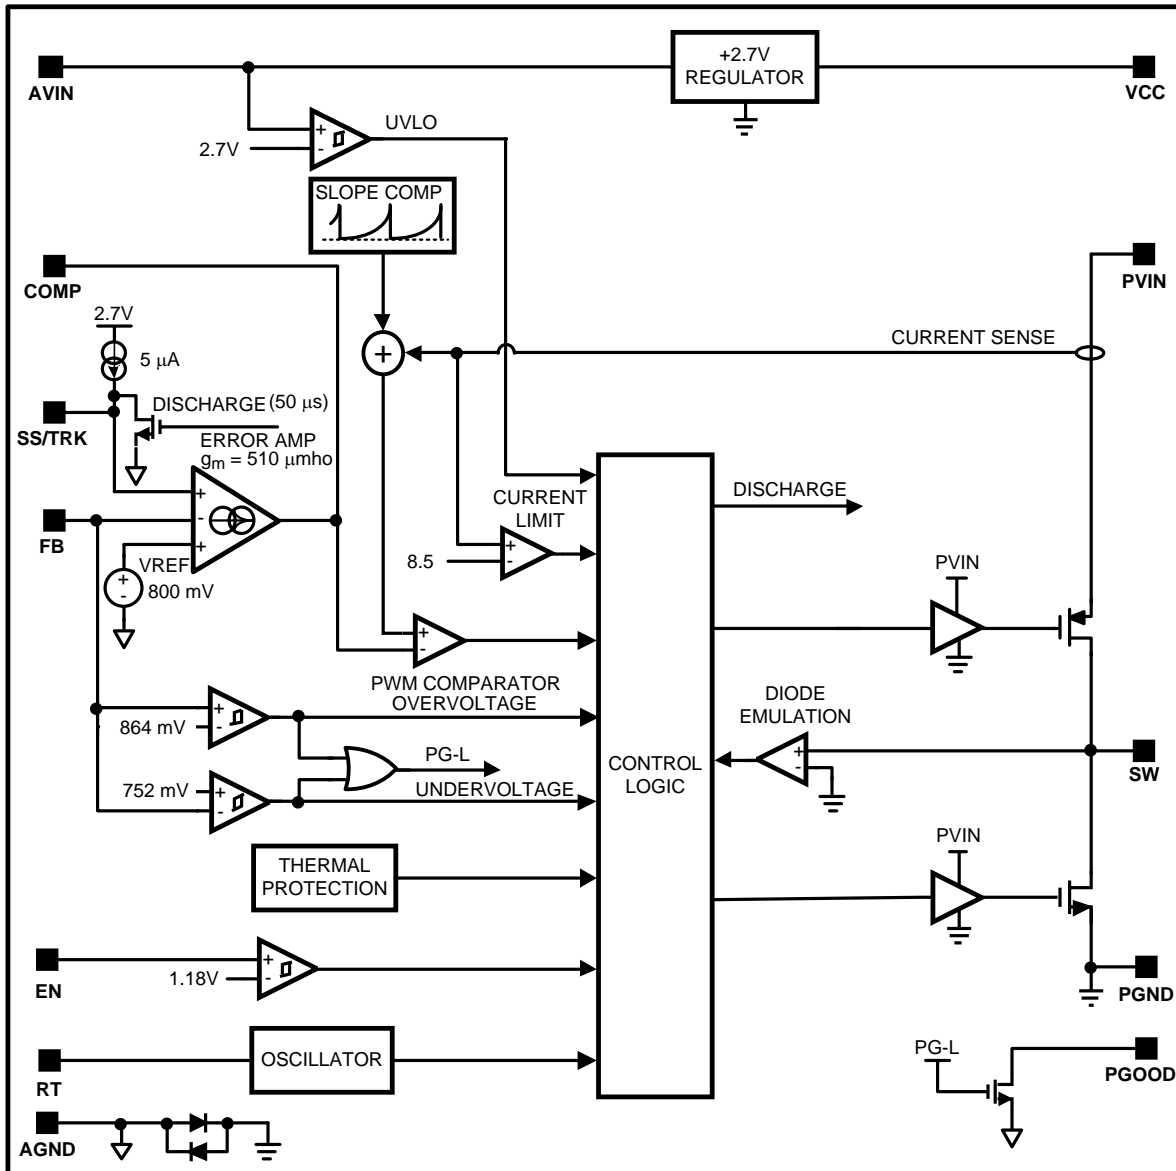 +2.7V
REGULATOR
AVIN
VCC
UVLO
+
-
2.7V
SLOPE COMP
COMP
PVIN
2.7V
5 µA
+
CURRENT SENSE
DISCHARGE (50 µs)
SS/TRK
ERROR AMP
gm = 510 µmho
+
-
+
FB
VREF
800 mV
+
-
CURRENT
LIMIT
+
-
8.5
DISCHARGE
PVIN
+
-
PWM COMPARATOR
OVERVOLTAGE
+
-
864 mV
PG-L
752 mV
+
-
UNDERVOLTAGE
CONTROL
LOGIC
DIODE
EMULATION
+
-
SW
THERMAL
PROTECTION
PVIN
EN
+
-
1.18V
PGND
RT
OSCILLATOR
PG-L
PGOOD
AGND